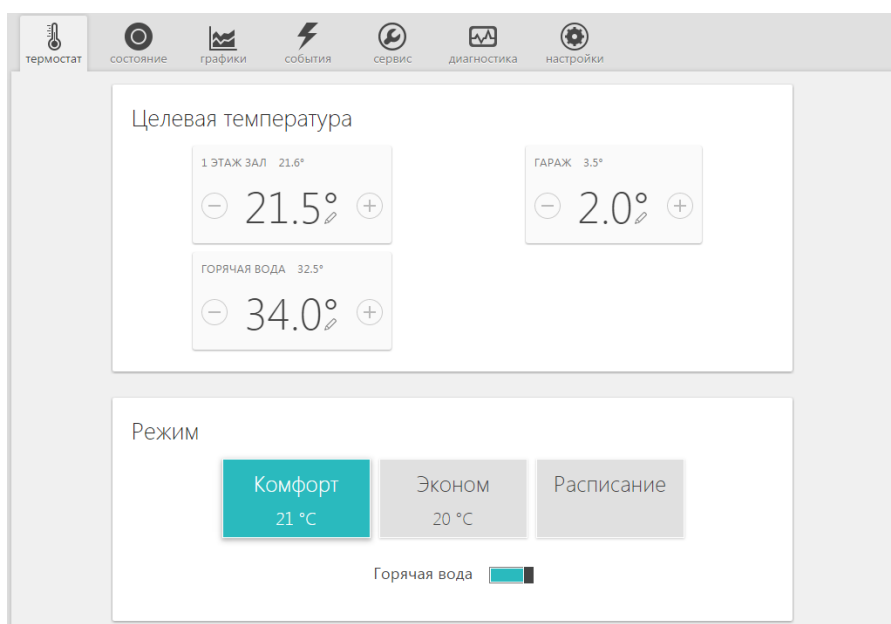 термостат состояние графики события сервис диагностика настройки
Целевая температура
1 ЭТАЖ ЗАЛ 21.6°
21.5°
ГАРАЖ 3.5°
2.0°
ГОРЯЧАЯ ВОДА 32.5°
34.0°
Режим
Комфорт
21 °C
Эконом
20 °C
Расписание
Горячая вода